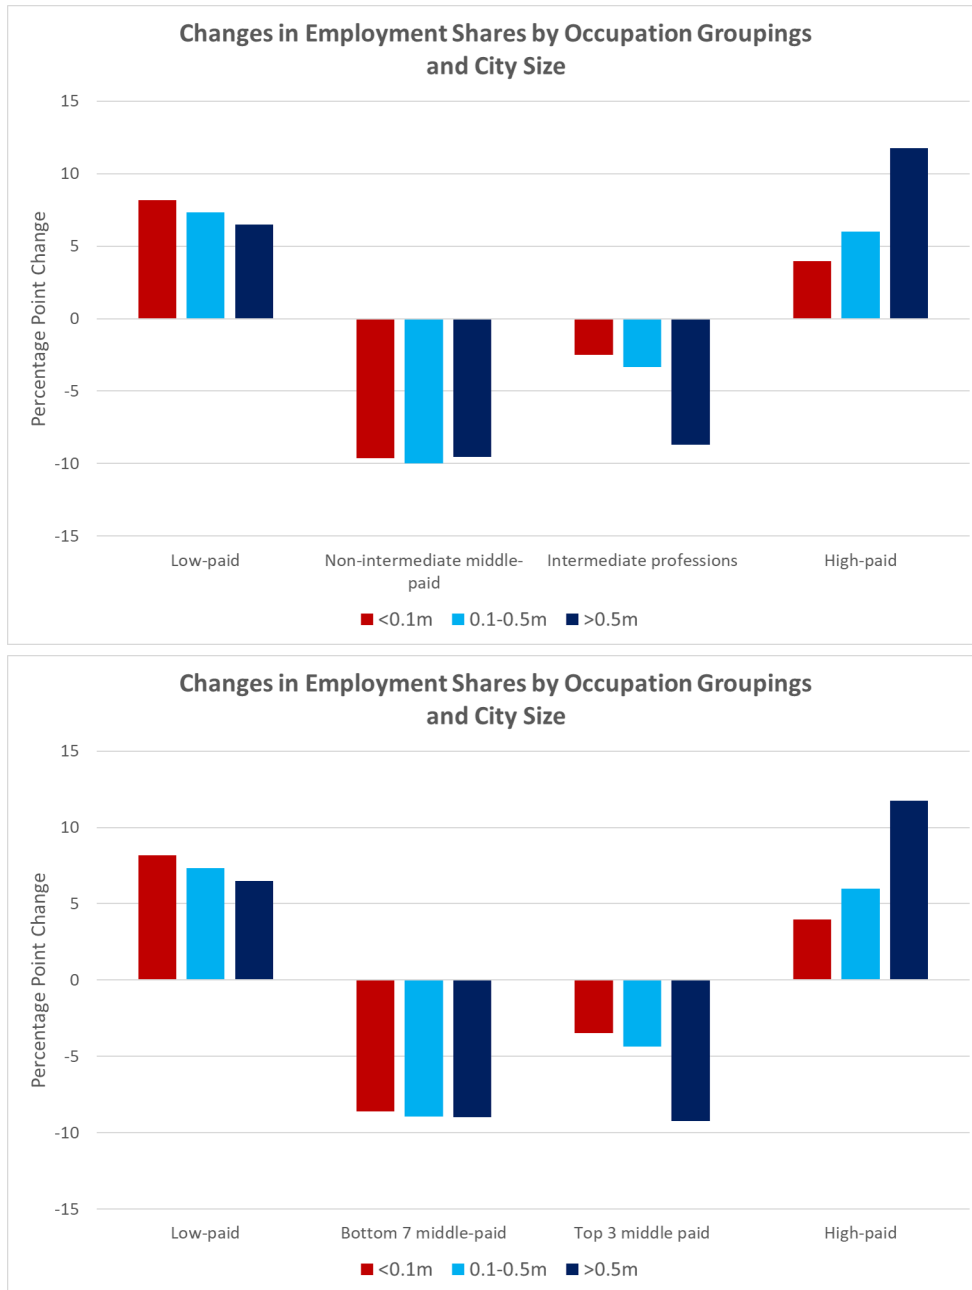 Changes in Employment Shares by Occupation Groupings
and City Size
Percentage Point Change
15
10
5
0
-5
-10
-15
Low-paid
Non-intermediate middle-
paid
Intermediate professions
High-paid
<0.1m
0.1-0.5m
>0.5m
Changes in Employment Shares by Occupation Groupings
and City Size
Percentage Point Change
15
10
5
0
-5
-10
-15
Low-paid
Bottom 7 middle-paid
Top 3 middle paid
High-paid
<0.1m
0.1-0.5m
>0.5m